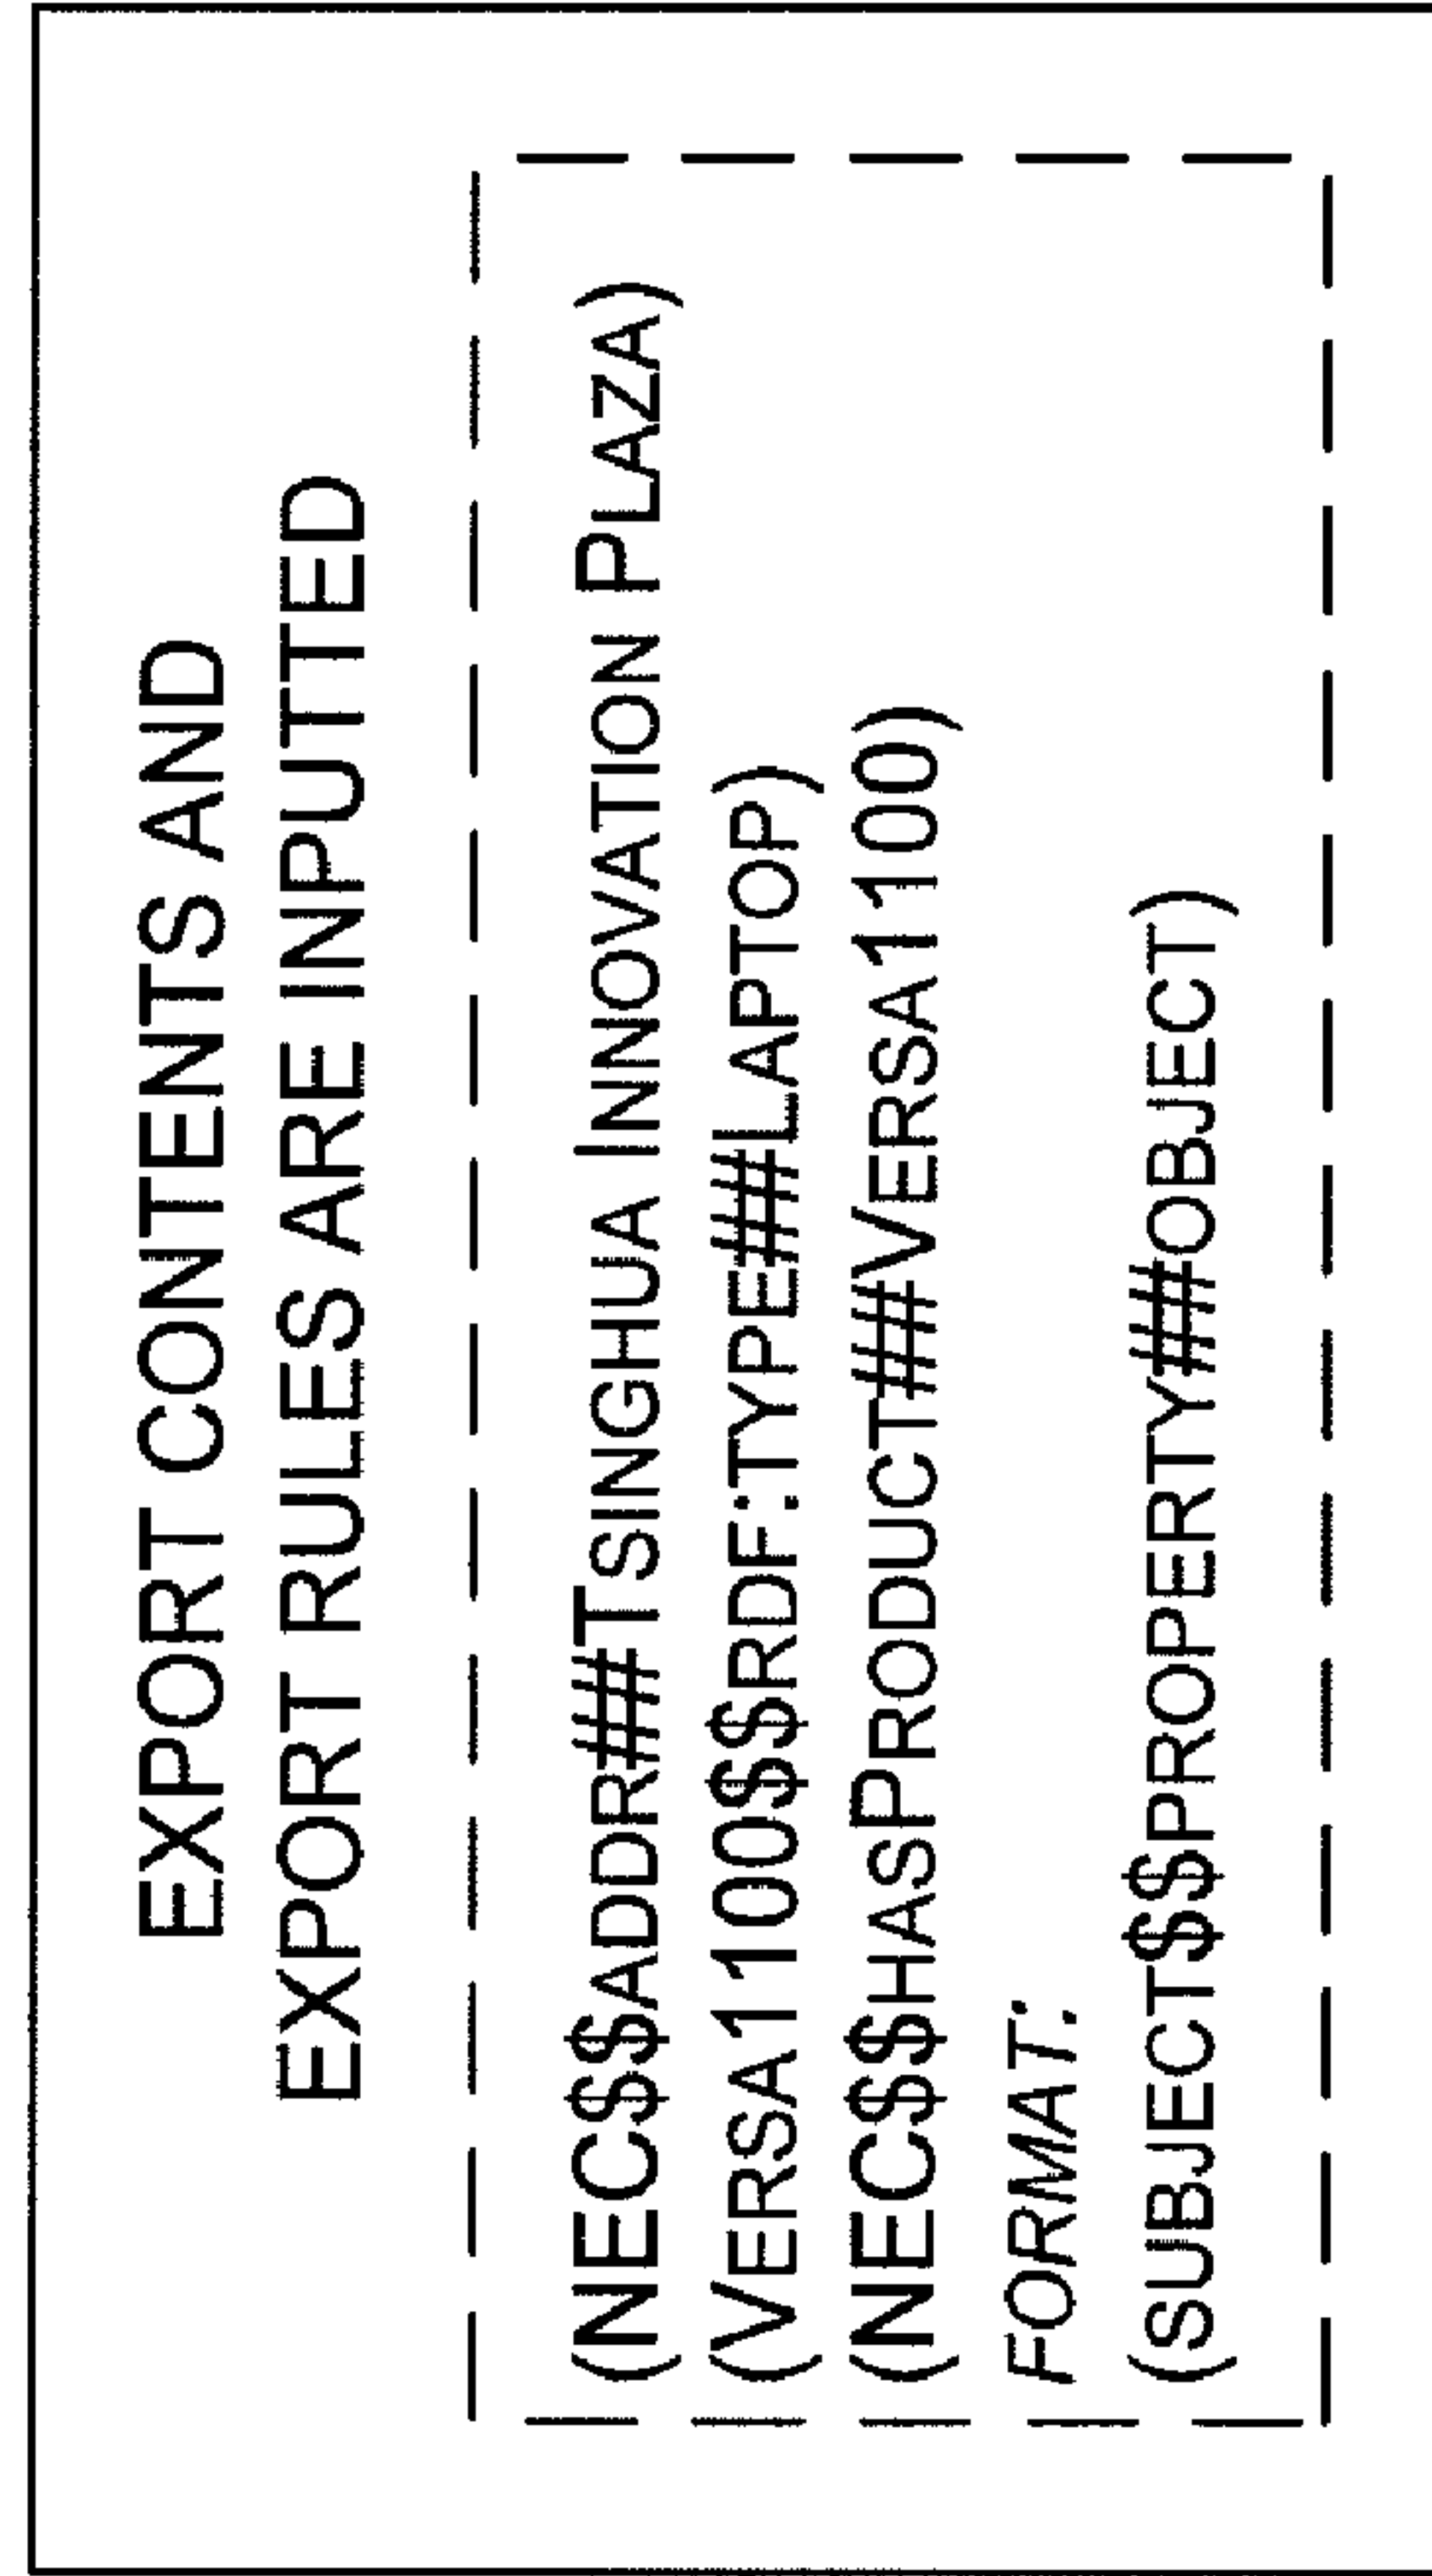 EXPORT CONTENTS AND
EXPORT RULES ARE INPUTTED
(NEC$$ADDR##TSINGHUA INNOVATION PLAZA)
(VERSA1100$$RDF:TYPE##LAPTOP)
(NEC$$HASPRODUCT##VERSA1100)
FORMAT:
(SUBJECT$$PROPERTY##OBJECT)